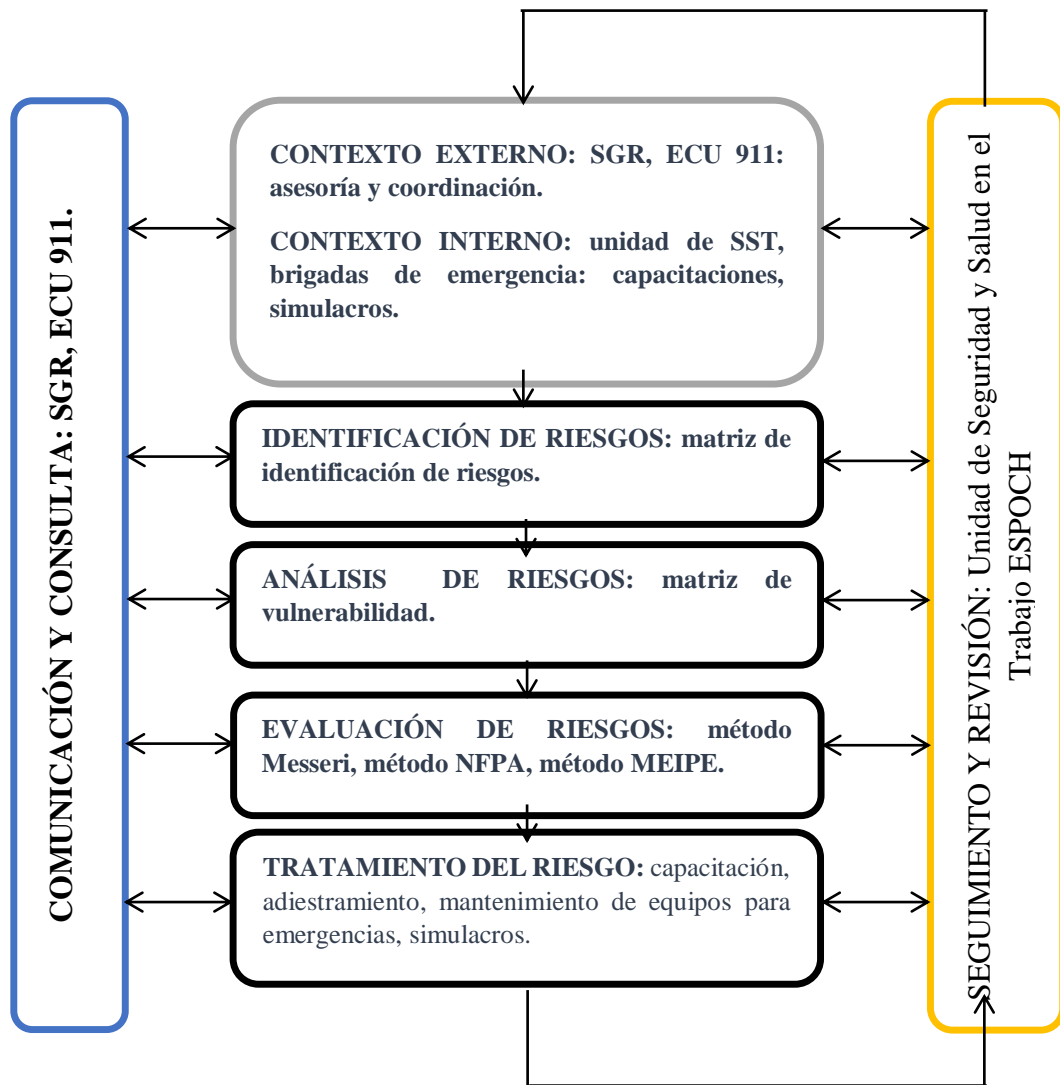 COMUNICACIÓN Y CONSULTA: SGR, ECU 911.
CONTEXTO EXTERNO: SGR, ECU 911:
asesoría y coordinación.
CONTEXTO INTERNO: unidad de SST,
brigadas de emergencia: capacitaciones,
simulacros.
IDENTIFICACIÓN DE RIESGOS: matriz de
identificación de riesgos.
ANÁLISIS DE RIESGOS: matriz de
vulnerabilidad.
EVALUACIÓN DE RIESGOS: método
Messeri, método NFPA, método MEIPE.
TRATAMIENTO DEL RIESGO: capacitación,
adiestramiento, mantenimiento de equipos para
emergencias, simulacros.
SEGUIMIENTO Y REVISIÓN: Unidad de Seguridad y Salud en el
Trabajo ESPOCH